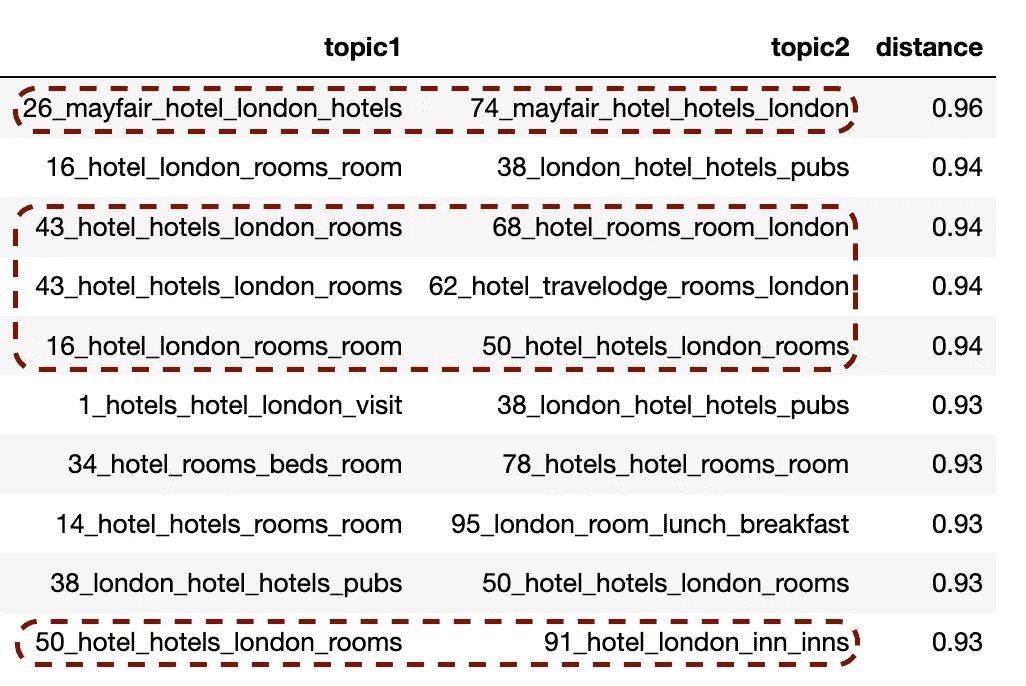 topic1 topic2 distance
26_mayfair_hotel_london_hotels 74_mayfair_hotel_hotels_london 0.96
16_hotel_london_rooms_room 38_london_hotel_hotels_pubs 0.94
43_hotel_hotels_london_rooms 68_hotel_rooms_room_london 0.94
43_hotel_hotels_london_rooms 62_hotel_travelodge_rooms_london 0.94
16_hotel_london_rooms_room 50_hotel_hotels_london_rooms 0.94
1_hotels_hotel_london_visit 38_london_hotel_hotels_pubs 0.93
34_hotel_rooms_beds_room 78_hotels_hotel_rooms_room 0.93
14_hotel_hotels_rooms_room 95_london_room_lunch_breakfast 0.93
38_london_hotel_hotels_pubs 50_hotel_hotels_london_rooms 0.93
50_hotel_hotels_london_rooms 91_hotel_london_inn_inns 0.93